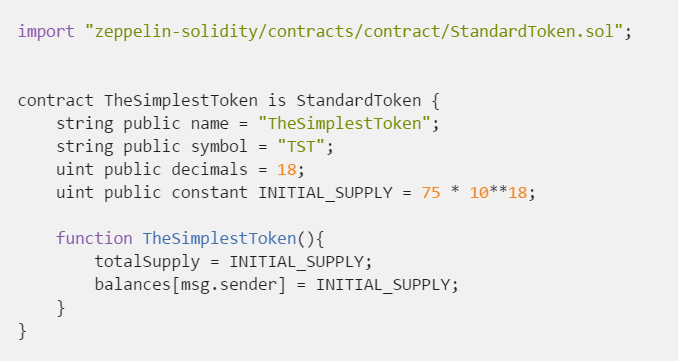 import "zeppelin-solidity/contracts/contract/StandardToken.sol";
contract TheSimplestToken is StandardToken {
string public name = "TheSimplestToken";
string public symbol = "TST";
uint public decimals = 18;
uint public constant INITIAL_SUPPLY = 75 * 10**18;
function TheSimplestToken(){
totalSupply = INITIAL_SUPPLY;
balances[msg.sender] = INITIAL_SUPPLY;
}
}